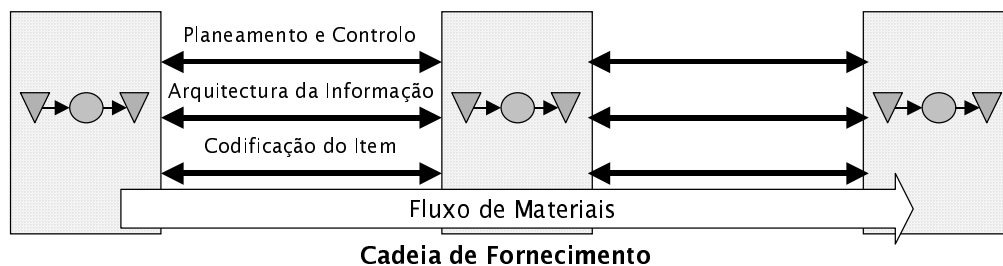 Planeamento e Controlo
Arquitectura da Informação
Codificação do Item
Fluxo de Materiais
Cadeia de Fornecimento